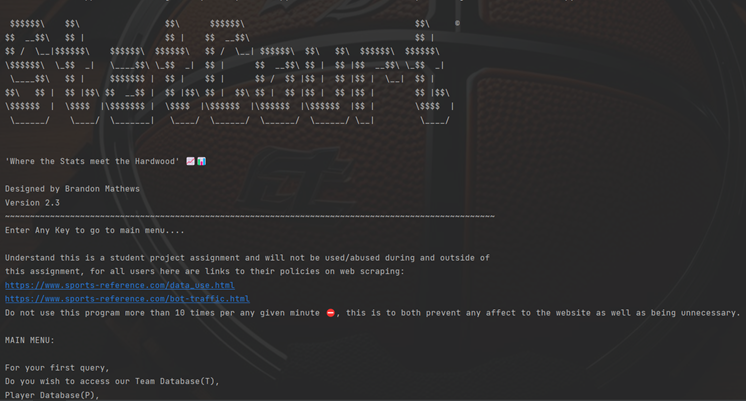 StatCourt ©
'Where the Stats meet the Hardwood' 📈📊
Designed by Brandon Mathews
Version 2.3
~~~~~~~~~~~~~~~~~~~~~~~~~~~~~~~~~~~~~~~~~~~~~~~~~~~~~~~~~~~~~~~~~~~~~~~~~~~~~~~~~~~~~~~~~~~~~~~~~~
Enter Any Key to go to main menu....
Understand this is a student project assignment and will not be used/abused during and outside of
this assignment, for all users here are links to their policies on web scraping:
https://www.sports-reference.com/data_use.html
https://www.sports-reference.com/bot-traffic.html
Do not use this program more than 10 times per any given minute ⛔, this is to both prevent any affect to the website as well as being unnecessary.
MAIN MENU:
For your first query,
Do you wish to access our Team Database(T),
Player Database(P),